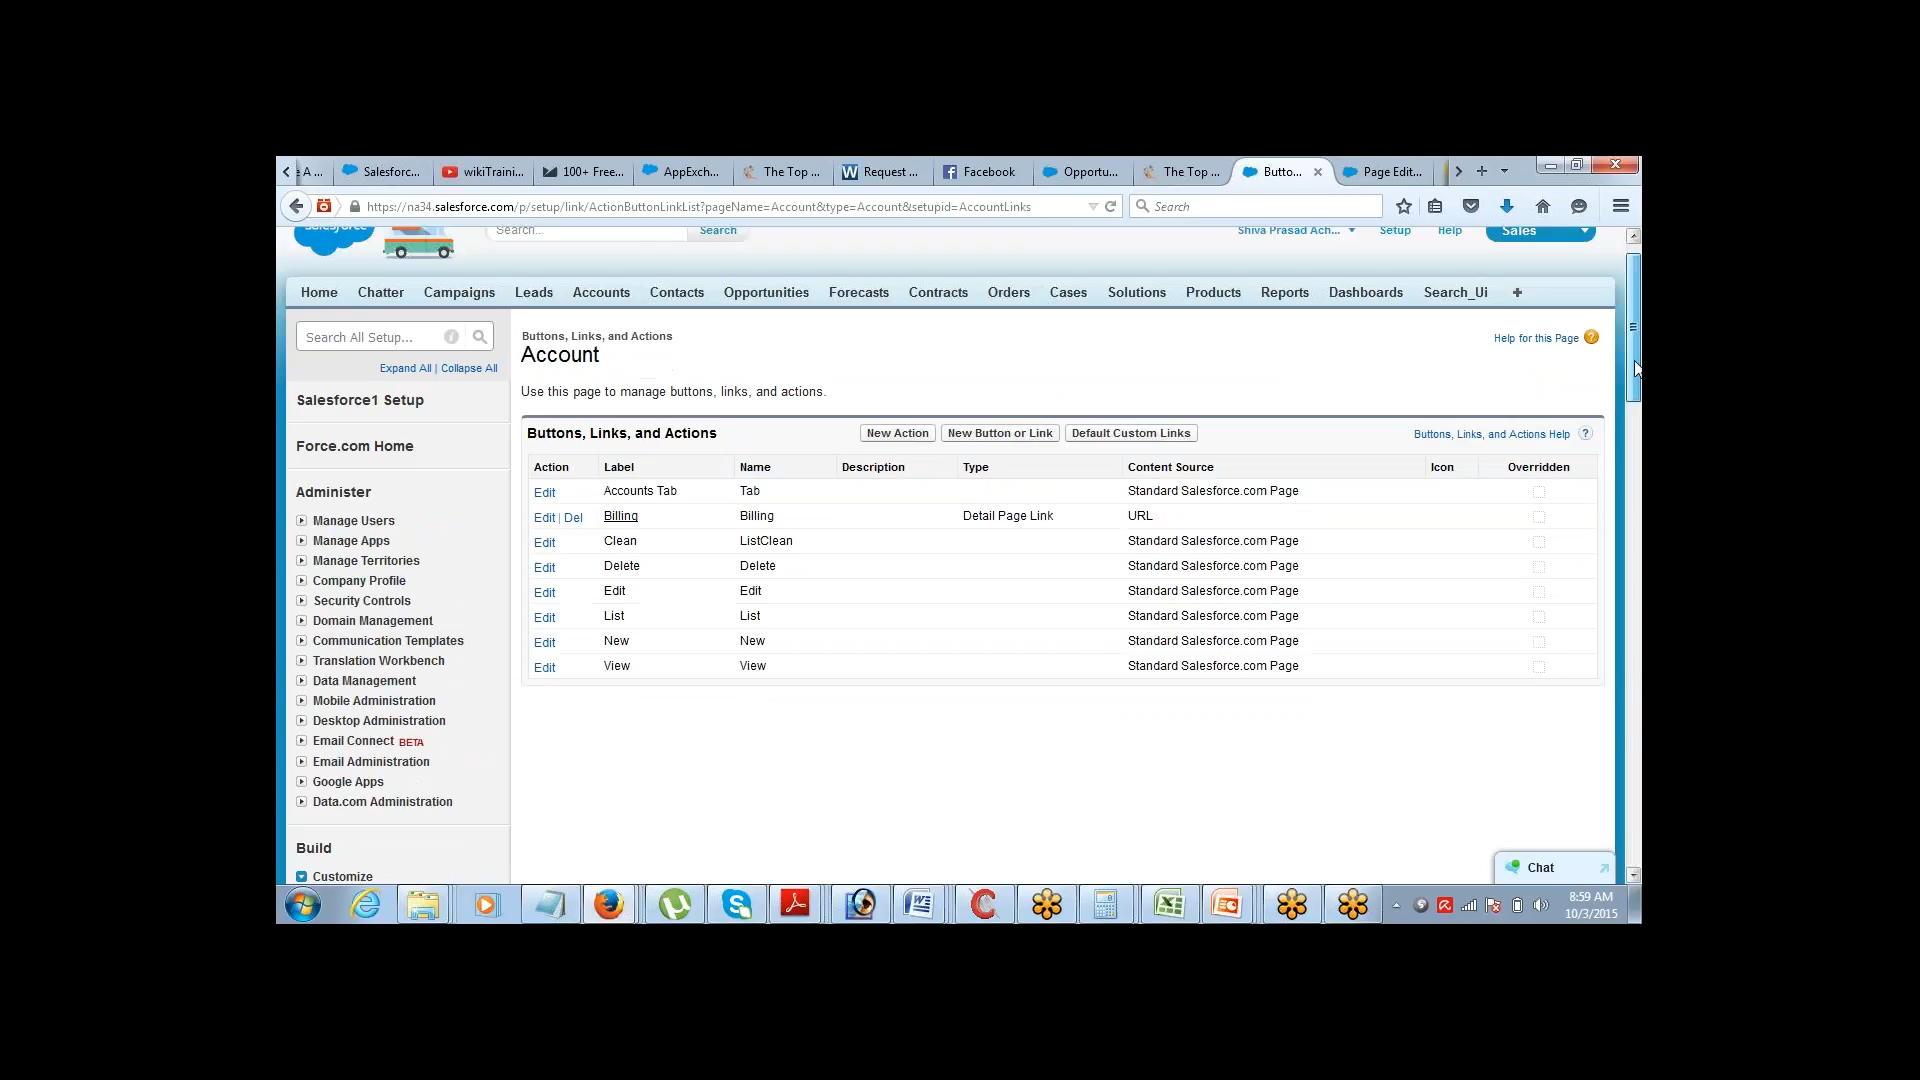 e A ...
Salesforc...
wikiTraini...
100+ Free...
AppExch...
The Top ...
Request ...
Facebook
Opportu...
The Top ...
Butto...
Page Edit...
https://na34.salesforce.com/p/setup/link/ActionButtonLinkList?pageName=Account&type=Account&setupid=AccountLinks
Search
salesforce
Search...
Search
Shiva Prasad Ach...
Setup
Help
Sales
Home
Chatter
Campaigns
Leads
Accounts
Contacts
Opportunities
Forecasts
Contracts
Orders
Cases
Solutions
Products
Reports
Dashboards
Search_Ui
+
Search All Setup...
Expand All | Collapse All
Salesforce1 Setup
Force.com Home
Administer
Manage Users
Manage Apps
Manage Territories
Company Profile
Security Controls
Domain Management
Communication Templates
Translation Workbench
Data Management
Mobile Administration
Desktop Administration
Email Connect BETA
Email Administration
Google Apps
Data.com Administration
Build
Customize
Buttons, Links, and Actions
Account
Help for this Page ?
Use this page to manage buttons, links, and actions.
Buttons, Links, and Actions
New Action
New Button or Link
Default Custom Links
Buttons, Links, and Actions Help ?
Action Label Name Description Type Content Source Icon Overridden
Edit Accounts Tab Tab Standard Salesforce.com Page
Edit | Del Billing Billing Detail Page Link URL
Edit Clean ListClean Standard Salesforce.com Page
Edit Delete Delete Standard Salesforce.com Page
Edit Edit Edit Standard Salesforce.com Page
Edit List List Standard Salesforce.com Page
Edit New New Standard Salesforce.com Page
Edit View View Standard Salesforce.com Page
Chat
8:59 AM
10/3/2015